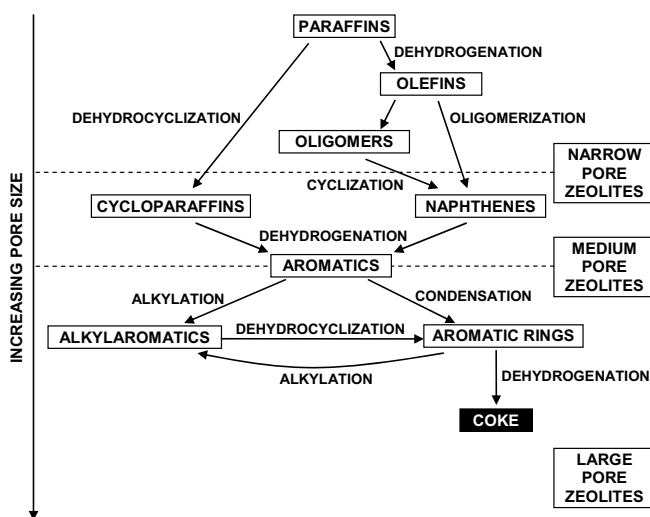 PARAFFINS
DEHYDROGENATION
OLEFINS
DEHYDROCYCLIZATION
OLIGOMERIZATION
OLIGOMERS
NARROW
PORE
ZEOLITES
CYCLIZATION
CYCLOPARAFFINS
NAPHTHENES
DEHYDROGENATION
MEDIUM
PORE
ZEOLITES
AROMATICS
INCREASING PORE SIZE
ALKYLATION
CONDENSATION
ALKYLAROMATICS
DEHYDROCYCLIZATION
AROMATIC RINGS
ALKYLATION
DEHYDROGENATION
COKE
LARGE
PORE
ZEOLITES